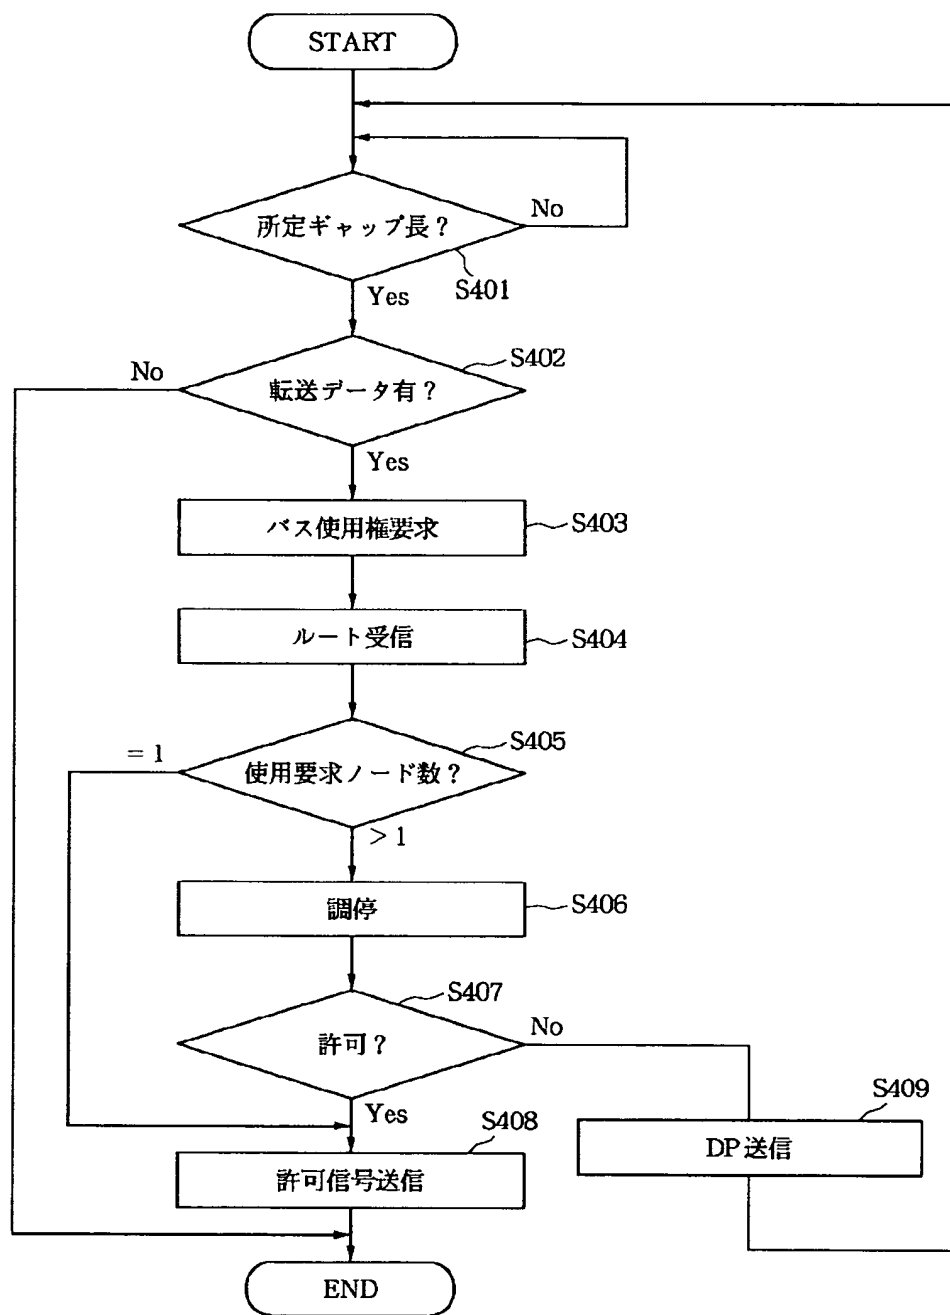 START
所定ギャップ長?
No
S401
Yes
S402
No
転送データ有?
Yes
バス使用権要求
S403
ルート受信
S404
S405
= 1
使用要求ノード数?
> 1
調停
S406
S407
許可?
No
Yes
S408
S409
DP送信
許可信号送信
END